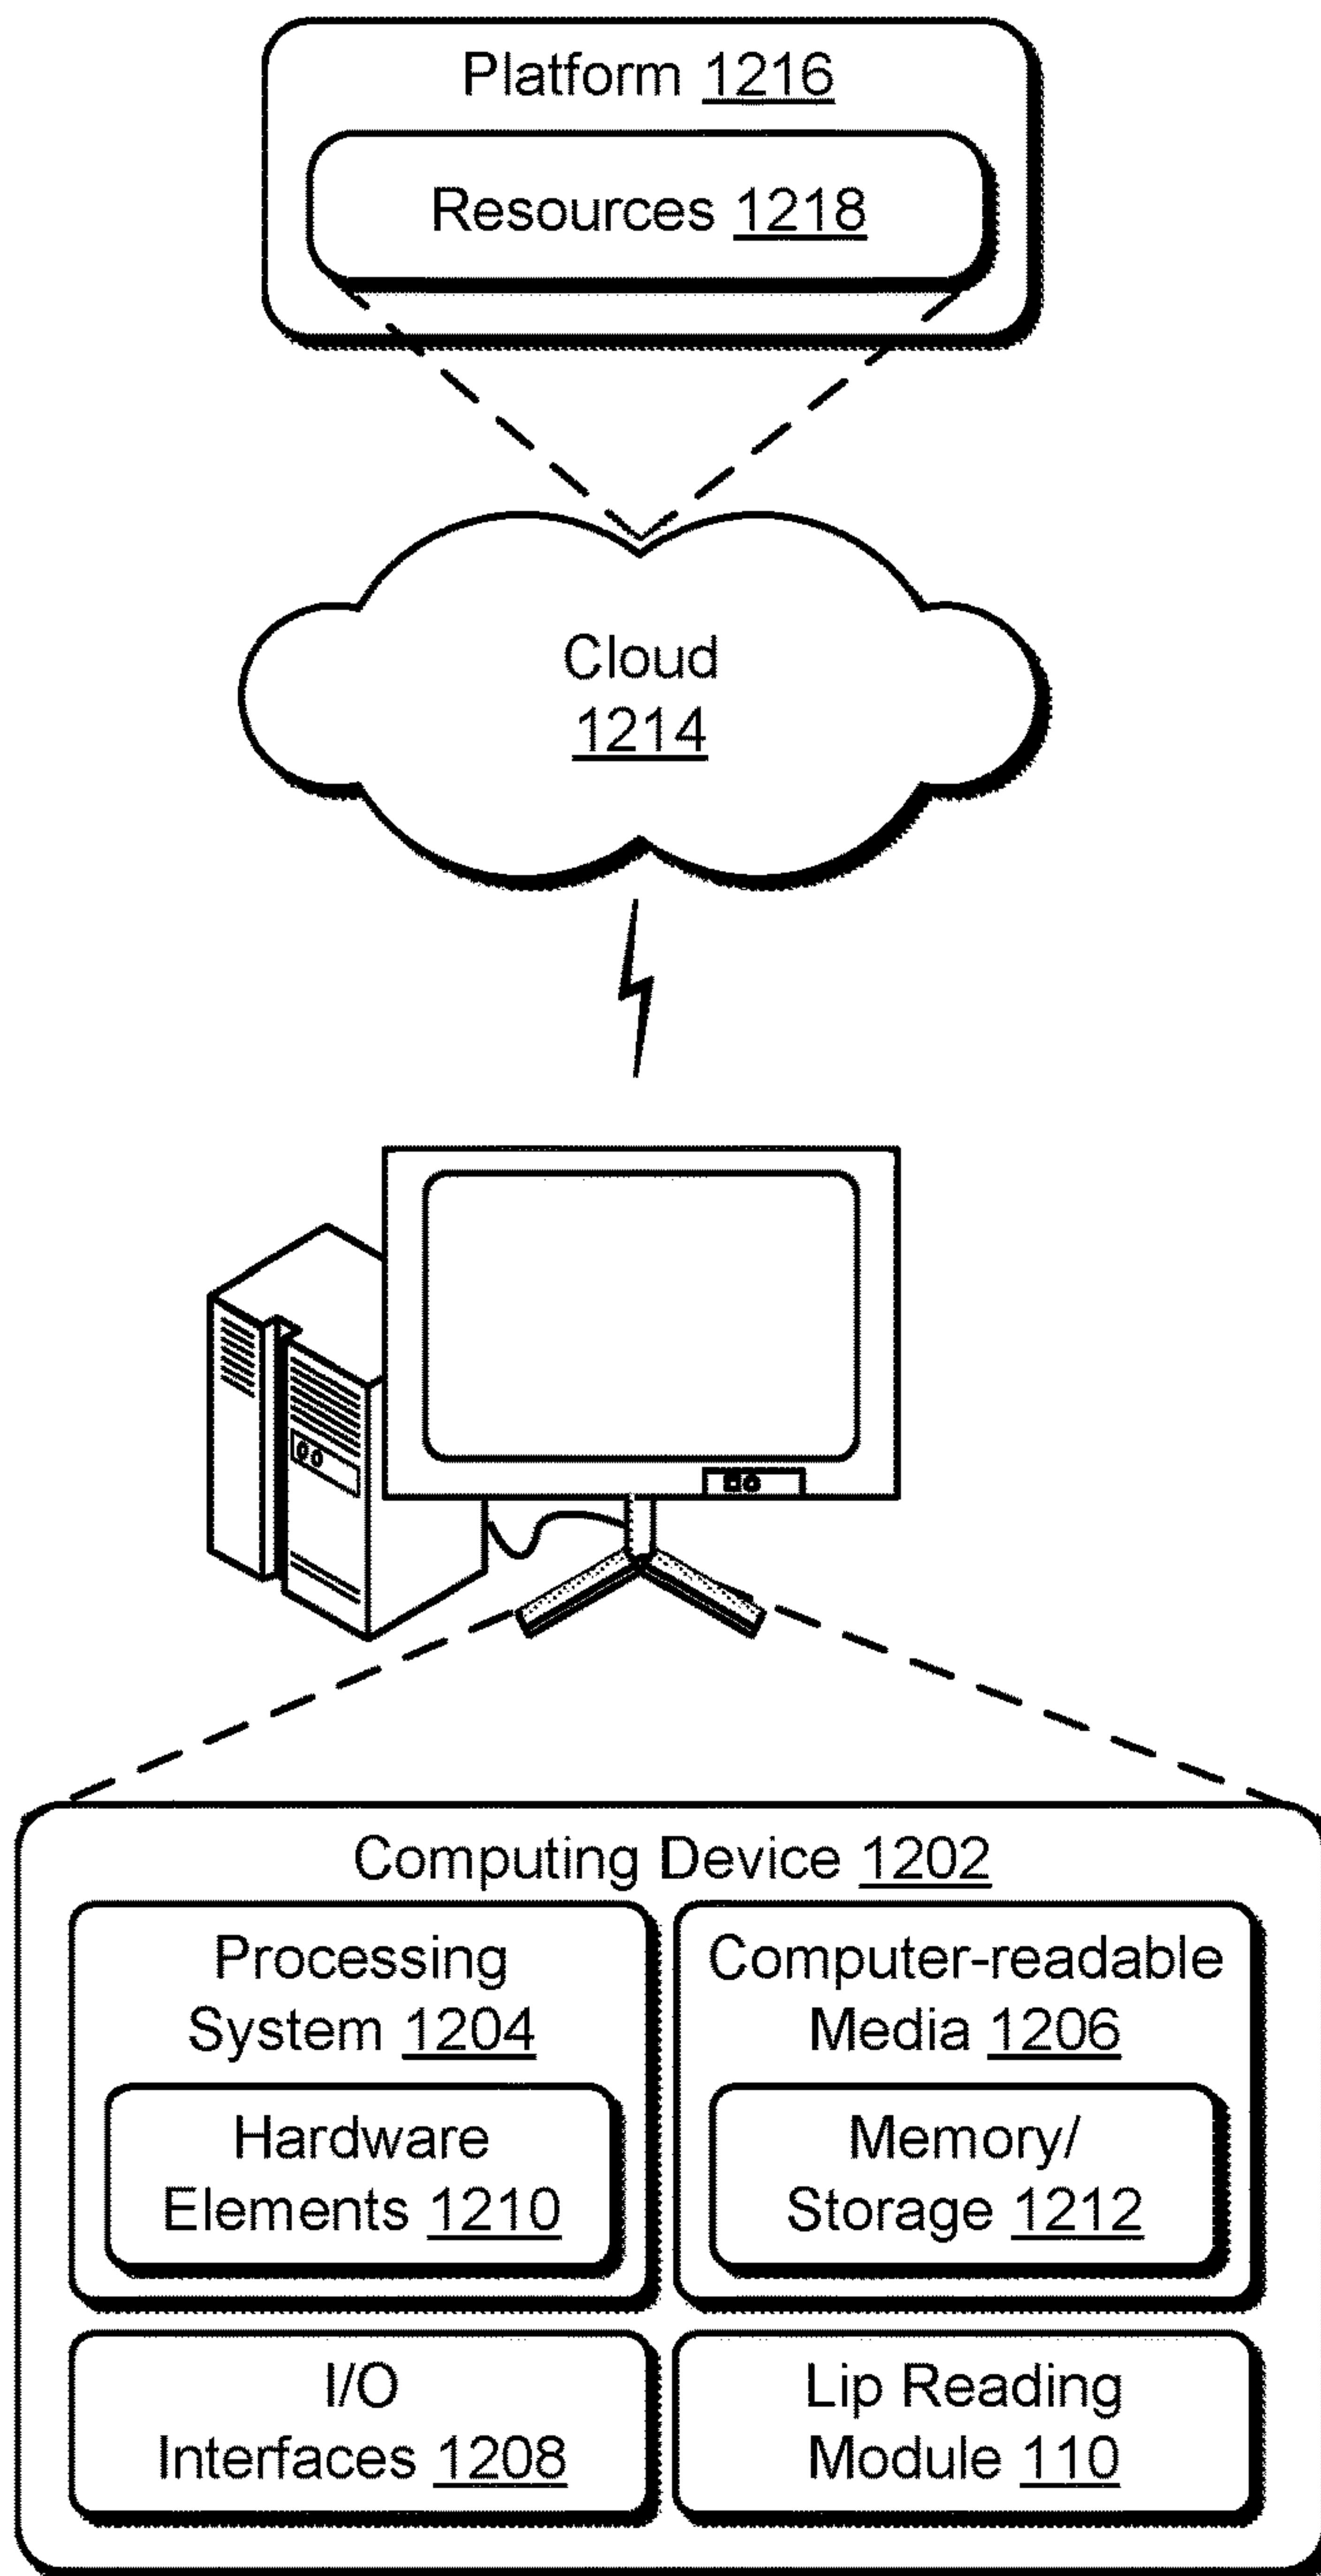 Platform 1216
Resources 1218
Cloud
1214
Computing Device 1202
Processing
System 1204
Hardware
Elements 1210
Computer-readable
Media 1206
Memory/
Storage 1212
I/O
Interfaces 1208
Lip Reading
Module 110